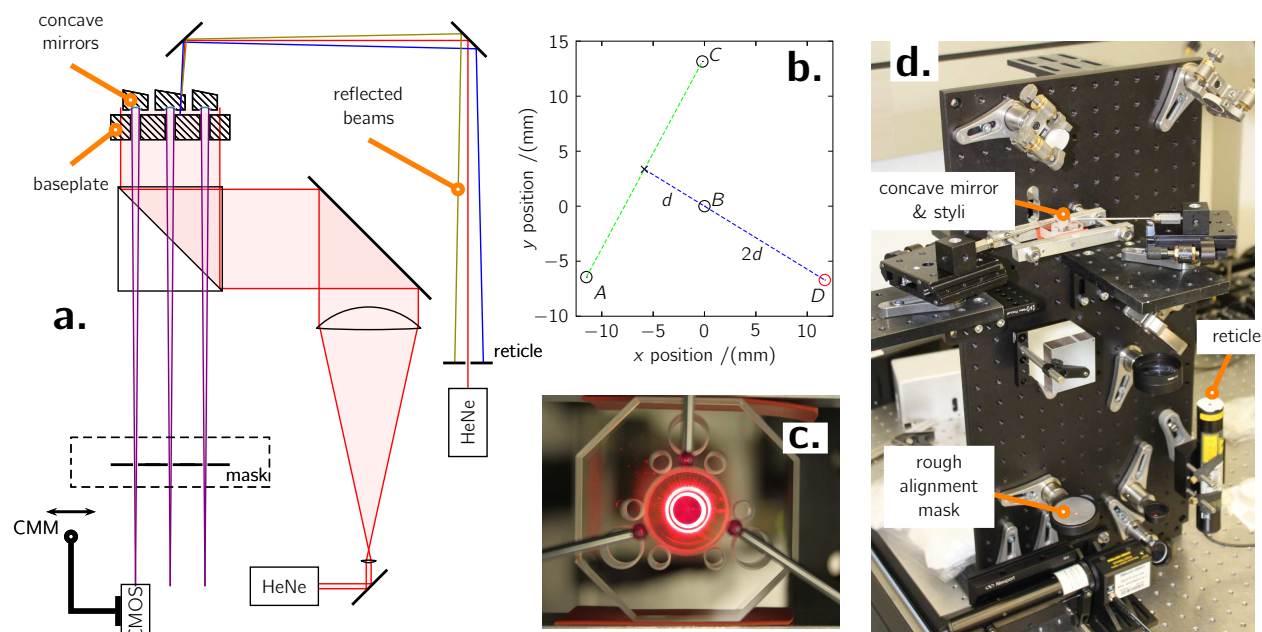 concave
mirrors
baseplate
reflected
beams
reticle
HeNe
a.
mask
CMM
CMOS
HeNe
b.
15
10
5
0
−5
−10
y position /(mm)
−10
−5
0
5
10
x position /(mm)
A
B
C
D
d
2d
c.
d.
concave mirror
& styli
reticle
rough
alignment
mask
Newport